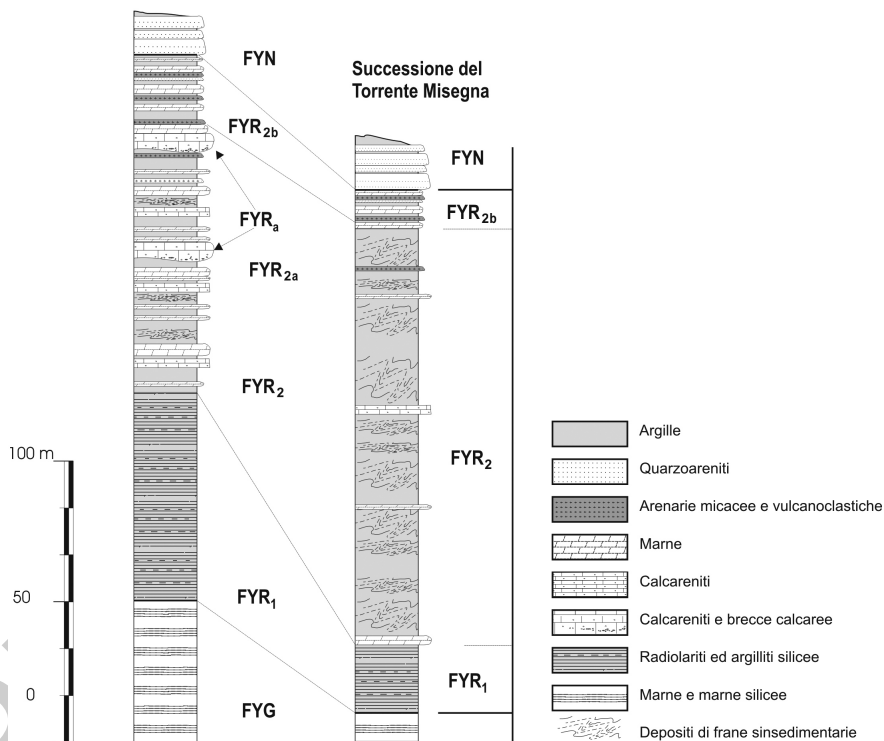 FYN
FYR2b
FYRa
FYR2a
FYR2
FYR1
FYG
100 m
50
0
Successione del
Torrente Misegna
FYN
FYR2b
FYR2
FYR1
Argille
Quarzoareniti
Arenarie micacee e vulcanoclastiche
Marne
Calcareniti
Calcareniti e brecce calcaree
Radiolariti ed argilliti silicee
Marne e marne silicee
Depositi di frane sinsedimentarie